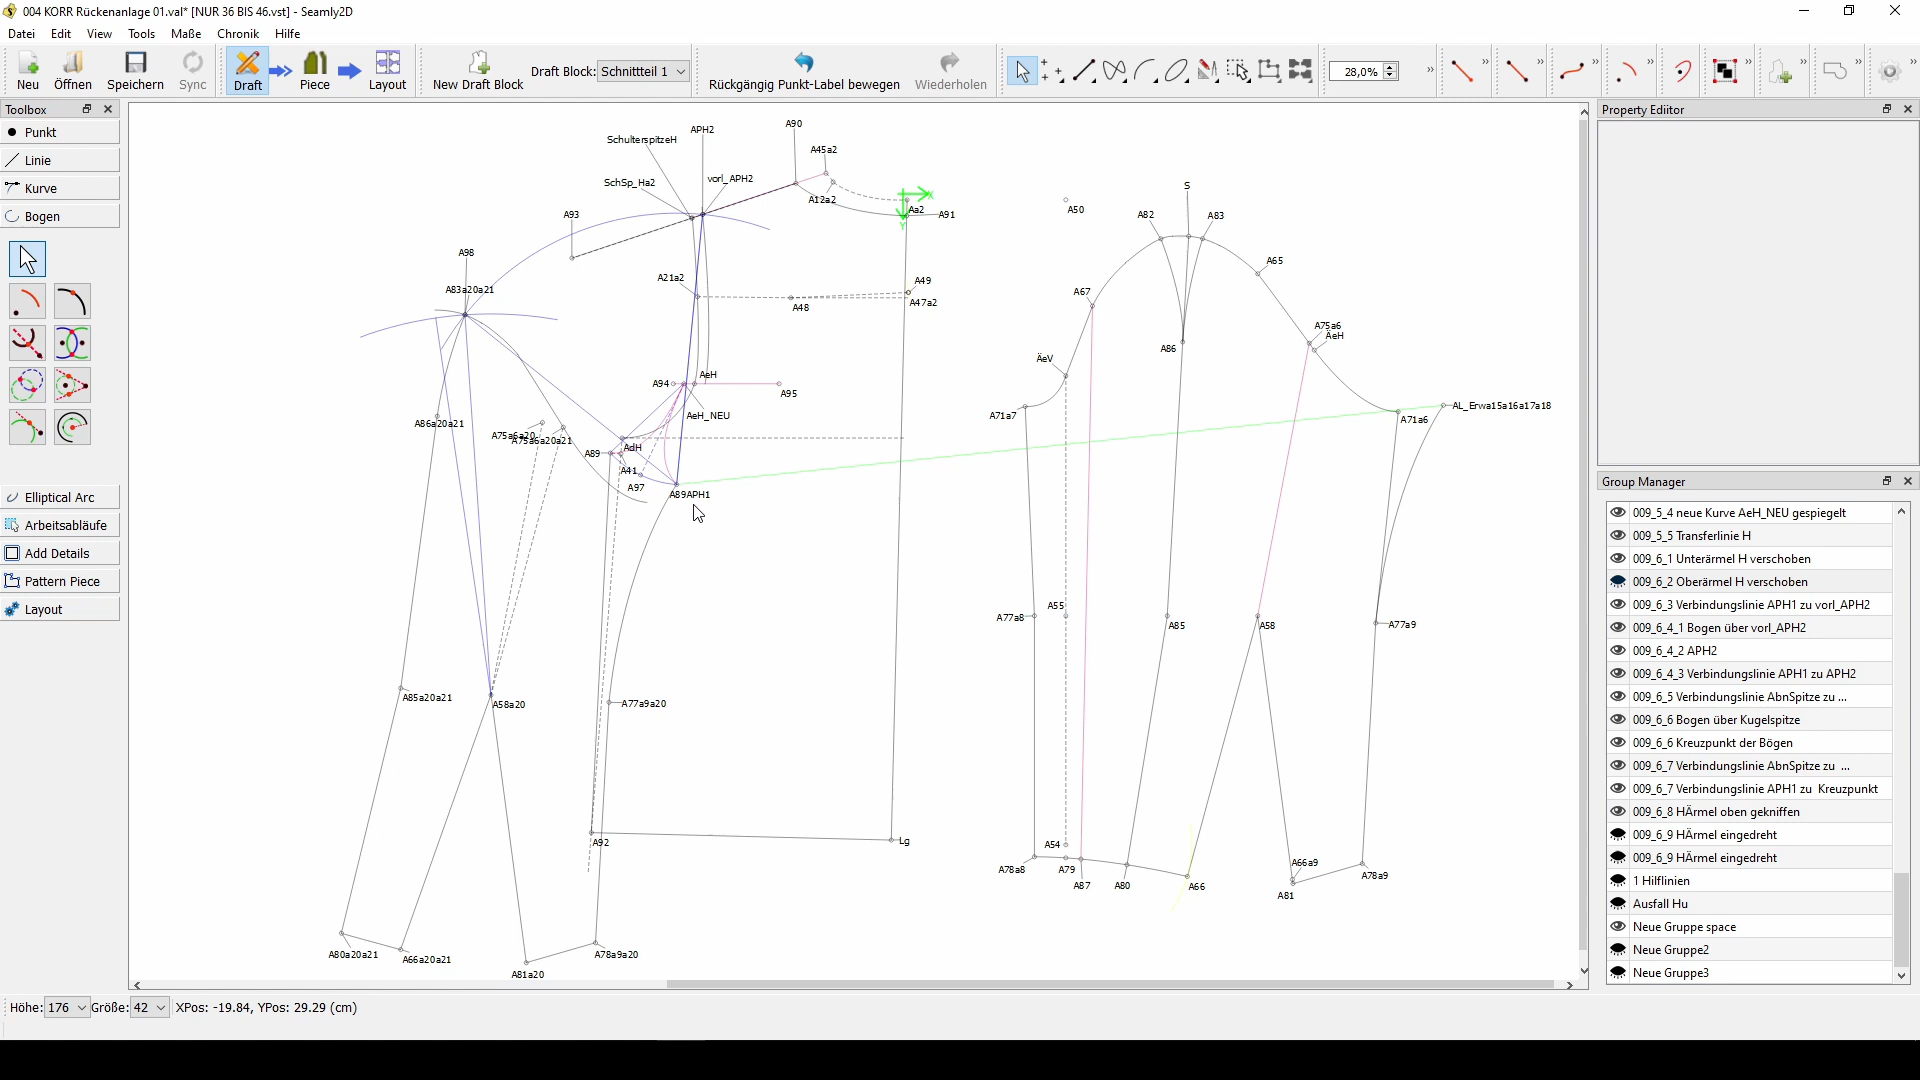 004 KORR Rückenanlage 01.val* [NUR 36 BIS 46.vst] - Seamly2D
Datei Edit View Tools Maße Chronik Hilfe
Neu Öffnen Speichern Sync Draft Piece Layout New Draft Block Draft Block: Schnittteil 1 Rückgängig Punkt-Label bewegen Wiederholen 28,0%
Toolbox
Punkt
Linie
Kurve
Bogen
Elliptical Arc
Arbeitsabläufe
Add Details
Pattern Piece
Layout
A90
APH2
SchulterspitzeH
A45a2
vorl_APH2
SchSp_Ha2
A12a2
X
Aa2
A91
Y
A93
A98
A21a2
A49
A83a20a21
A47a2
A48
AeH
A94
A95
AeH_NEU
A86a20a21
A75a6a20
A75a6a20a21
AdH
A89
A41
A97
A89APH1
A85a20a21
A58a20
A77a9a20
A92
Lg
A80a20a21
A66a20a21
A78a9a20
A81a20
S
A50
A82
A83
A65
A67
A75a6
ÄeH
A86
ÄeV
A71a7
AL_Erwa15a16a17a18
A71a6
A55
A77a8
A85
A58
A77a9
A54
A78a8
A79
A87
A80
A66
A66a9
A78a9
A81
Property Ediitor
Group Manager
009_5_4 neue Kurve AeH_NEU gespiegelt
009_5_5 Transferlinie H
009_6_1 Unterärmel H verschoben
009_6_2 Oberärmel H verschoben
009_6_3 Verbindungslinie APH1 zu vorl_APH2
009_6_4_1 Bogen über vorl_APH2
009_6_4_2 APH2
009_6_4_3 Verbindungslinie APH1 zu APH2
009_6_5 Verbindungslinie AbnSpitze zu ...
009_6_6 Bogen über Kugelspitze
009_6_6 Kreuzpunkt der Bögen
009_6_7 Verbindungslinie AbnSpitze zu ...
009_6_7 Verbindungslinie APH1 zu Kreuzpunkt
009_6_8 HÄrmel oben gekniffen
009_6_9 HÄrmel eingedreht
009_6_9 HÄrmel eingedreht
1 Hilflinien
Ausfall Hu
Neue Gruppe space
Neue Gruppe2
Neue Gruppe3
Höhe: 176 Größe: 42 XPos: -19.84, YPos: 29.29 (cm)